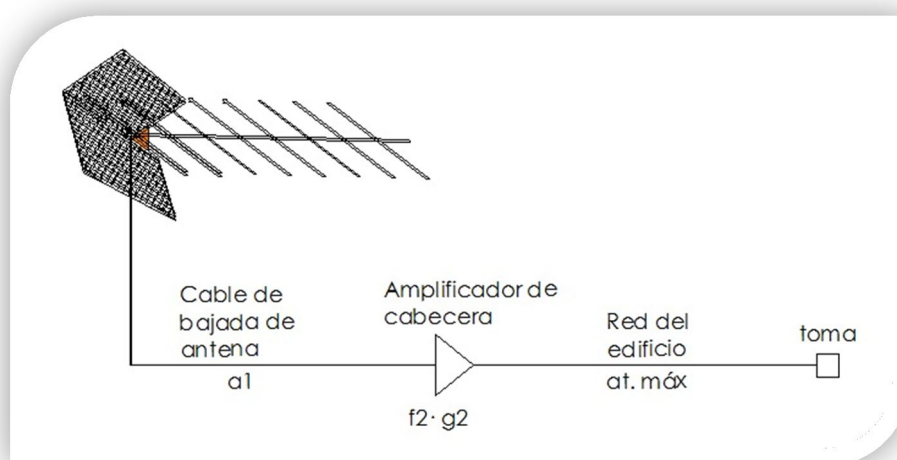 Cable de
bajada de
antena
a1
Amplificador de
cabecera
f2· g2
Red del
edificio
at. máx
toma